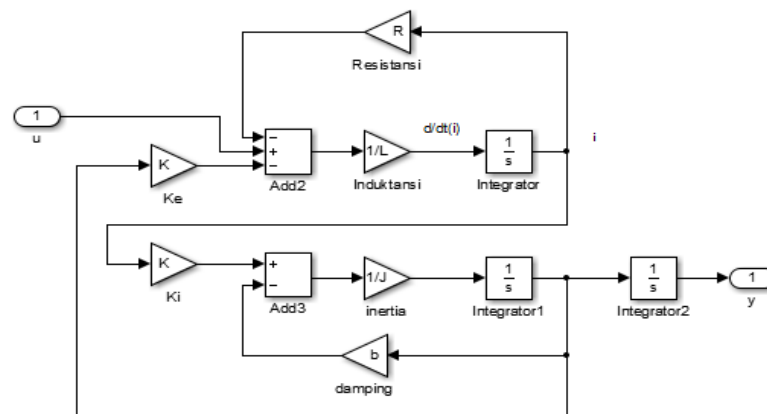 R
Resistansi
1
u
d/dt(i)
i
−
+
−
Add2
1/L
Induktansi
1
s
Integrator
K
Ke
K
Ki
+
−
Add3
1/J
inertia
1
s
Integrator1
1
s
Integrator2
1
y
b
damping